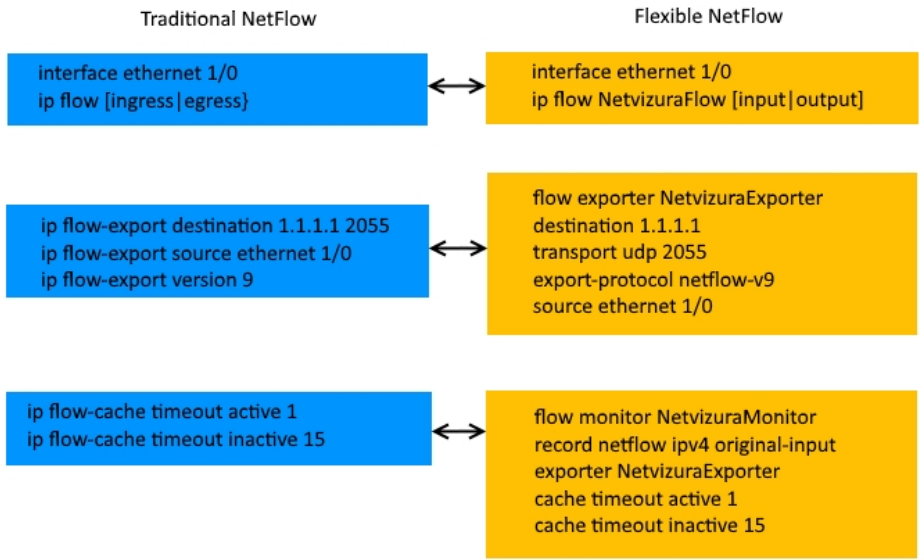 Traditional NetFlow
Flexible NetFlow
interface ethernet 1/0
ip flow [ingress|egress}
interface ethernet 1/0
ip flow NetvizuraFlow [input|output]
ip flow-export destination 1.1.1.1 2055
ip flow-export source ethernet 1/0
ip flow-export version 9
flow exporter NetvizuraExporter
destination 1.1.1.1
transport udp 2055
export-protocol netflow-v9
source ethernet 1/0
ip flow-cache timeout active 1
ip flow-cache timeout inactive 15
flow monitor NetvizuraMonitor
record netflow ipv4 original-input
exporter NetvizuraExporter
cache timeout active 1
cache timeout inactive 15